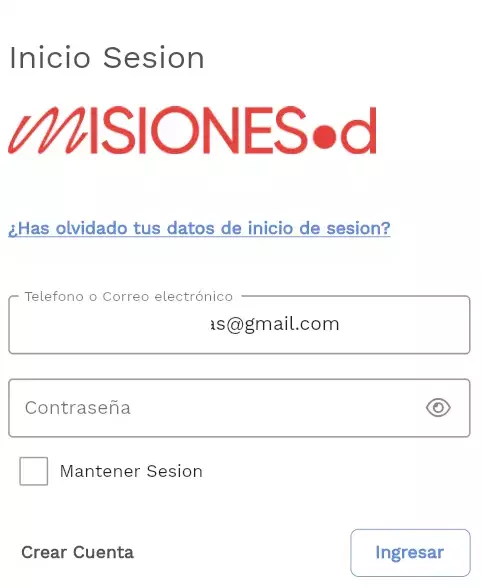 Inicio Sesion
MISIONES●d
¿Has olvidado tus datos de inicio de sesion?
Telefono o Correo electrónico
as@gmail.com
Contraseña
Mantener Sesion
Crear Cuenta
Ingresar